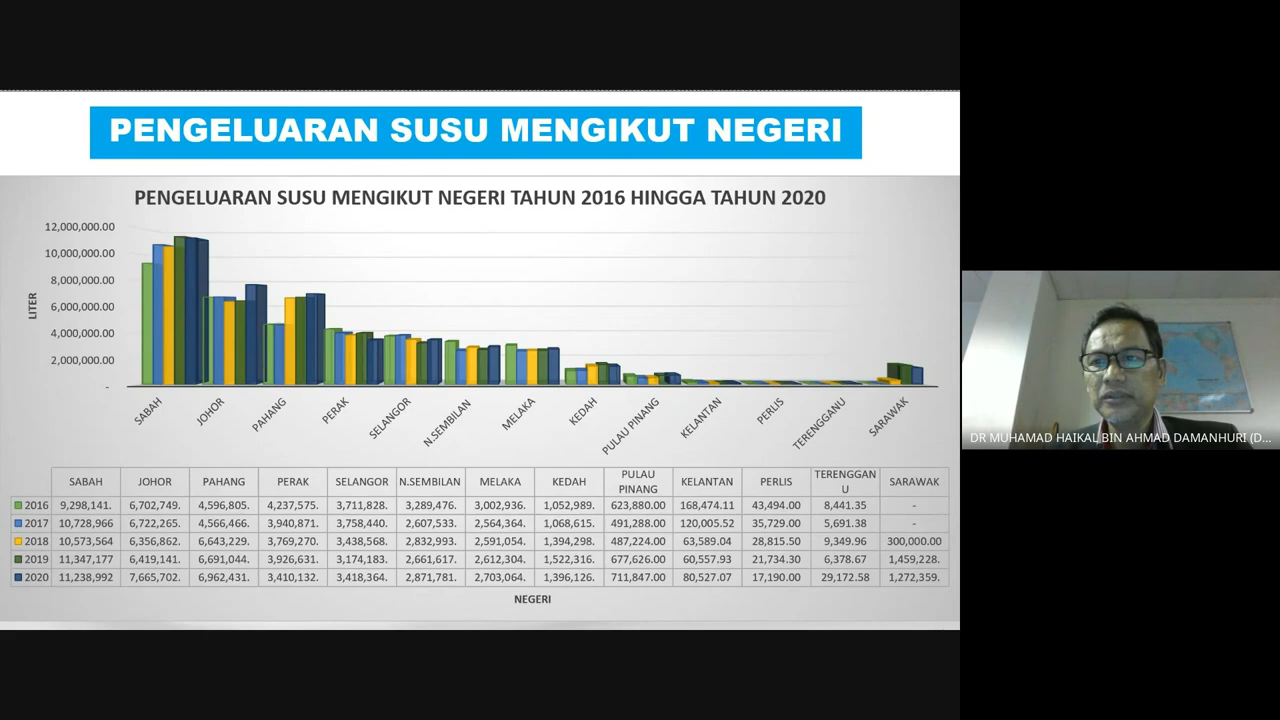 PENGELUARAN SUSU MENGIKUT NEGERI
PENGELUARAN SUSU MENGIKUT NEGERI TAHUN 2016 HINGGA TAHUN 2020
12,000,000.00
10,000,000.00
8,000,000.00
6,000,000.00
4,000,000.00
2,000,000.00
-
LITER
SABAH JOHOR PAHANG PERAK SELANGOR N.SEMBILAN MELAKA KEDAH PULAU PINANG KELANTAN PERLIS TERENGGANU SARAWAK
SABAH JOHOR PAHANG PERAK SELANGOR N.SEMBILAN MELAKA KEDAH PULAU PINANG KELANTAN PERLIS TERENGGAN U SARAWAK
2016 9,298,141. 6,702,749. 4,596,805. 4,237,575. 3,711,828. 3,289,476. 3,002,936. 1,052,989. 623,880.00 168,474.11 43,494.00 8,441.35 -
2017 10,728,966 6,722,265. 4,566,466. 3,940,871. 3,758,440. 2,607,533. 2,564,364. 1,068,615. 491,288.00 120,005.52 35,729.00 5,691.38 -
2018 10,573,564 6,356,862. 6,643,229. 3,769,270. 3,438,568. 2,832,993. 2,591,054. 1,394,298. 487,224.00 63,589.04 28,815.50 9,349.96 300,000.00
2019 11,347,177 6,419,141. 6,691,044. 3,926,631. 3,174,183. 2,661,617. 2,612,304. 1,522,316. 677,626.00 60,557.93 21,734.30 6,378.67 1,459,228.
2020 11,238,992 7,665,702. 6,962,431. 3,410,132. 3,418,364. 2,871,781. 2,703,064. 1,396,126. 711,847.00 80,527.07 17,190.00 29,172.58 1,272,359.
NEGERI
DR MUHAMAD HAIKAL BIN AHMAD DAMANHURI (D...